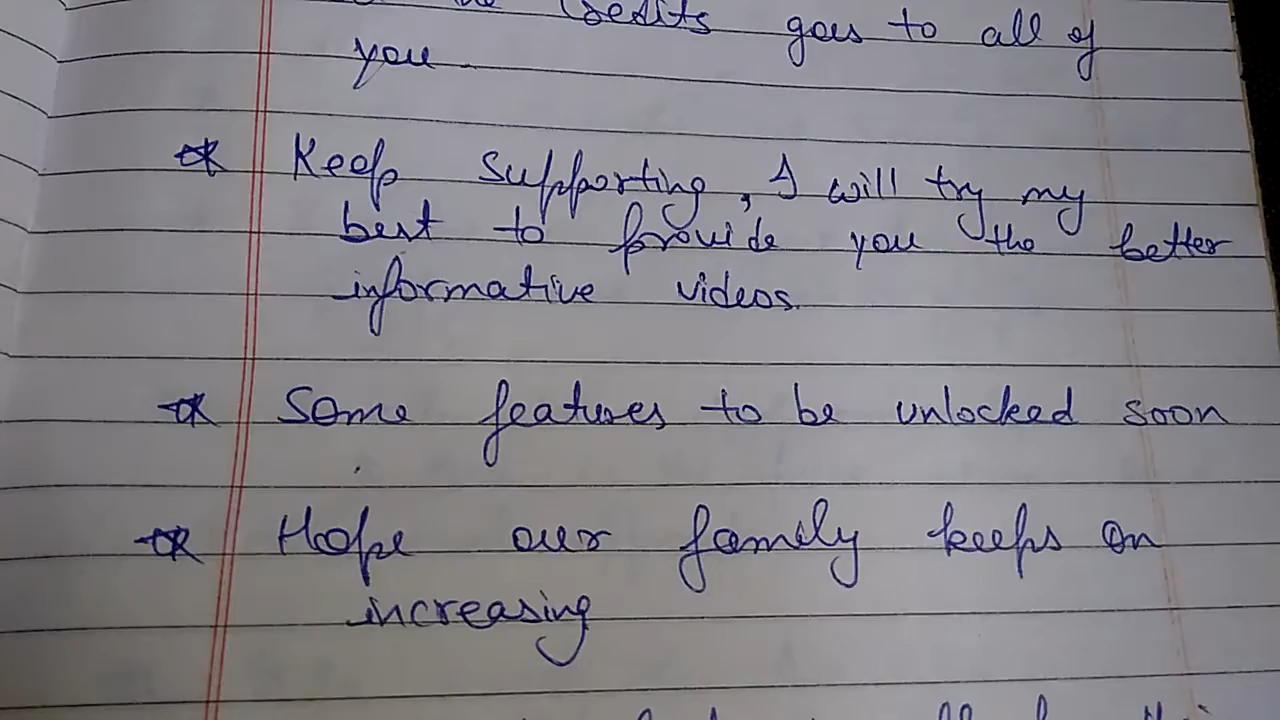 the Credits goes to all of
you.
* Keep supporting, I will try my
best to provide you the better
informative videos.
* Some features to be unlocked soon
* Hope our family keeps on
increasing